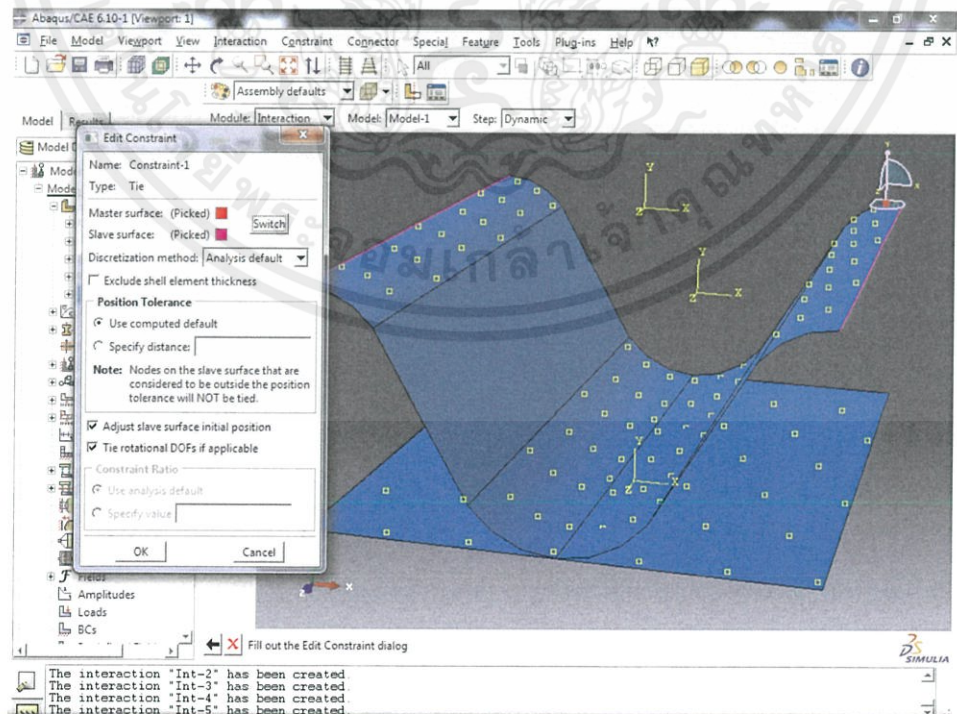 Abaqus/CAE 6.10-1 [Viewport: 1]
File Model Viewport View Interaction Constraint Connector Special Feature Tools Plug-ins Help
All
Assembly defaults
Model Results Module: Interaction Model: Model-1 Step: Dynamic
Edit Constraint
Name: Constraint-1
Type: Tie
Master surface: (Picked)
Slave surface: (Picked)
Switch
Discretization method: Analysis default
Exclude shell element thickness
Position Tolerance
Use computed default
Specify distance:
Note: Nodes on the slave surface that are
considered to be outside the position
tolerance will NOT be tied.
Adjust slave surface initial position
Tie rotational DOFs if applicable
Constraint Ratio
Use analysis default
Specify value
OK Cancel
Fields
Amplitudes
Loads
BCs
Y
Z X
Y
Z X
Y
Z X
Z X
Fill out the Edit Constraint dialog
SIMULIA
The interaction "Int-2" has been created.
The interaction "Int-3" has been created.
The interaction "Int-4" has been created.
The interaction "Int-5" has been created.